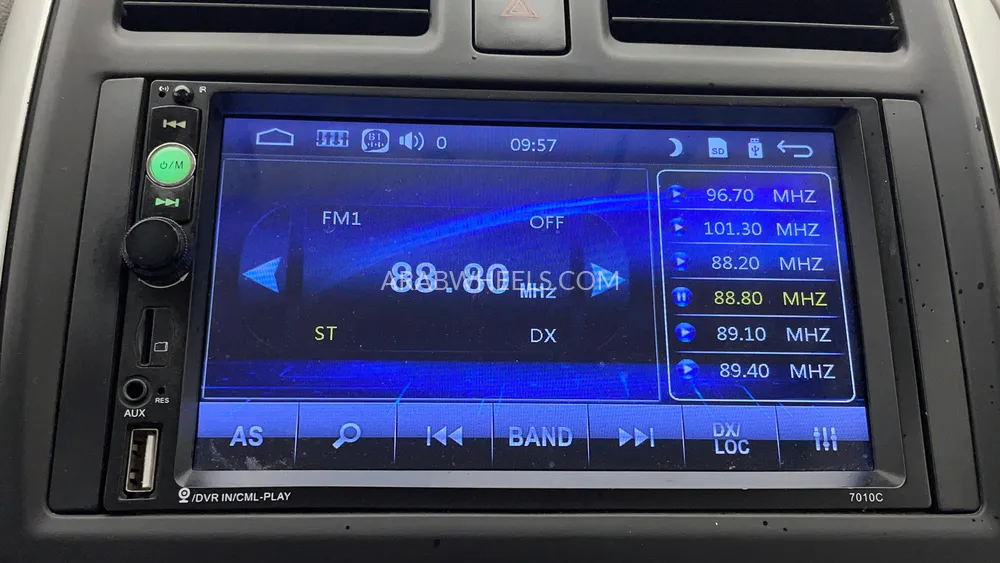 R
⏻/M
B1
0
09:57
SD
FM1
OFF
88.80 MHZ
ARABWHEELS.COM
ST
DX
96.70 MHZ
101.30 MHZ
88.20 MHZ
88.80 MHZ
89.10 MHZ
89.40 MHZ
AS
BAND
DX/
LOC
AUX
RES
/DVR IN/CML-PLAY
7010C